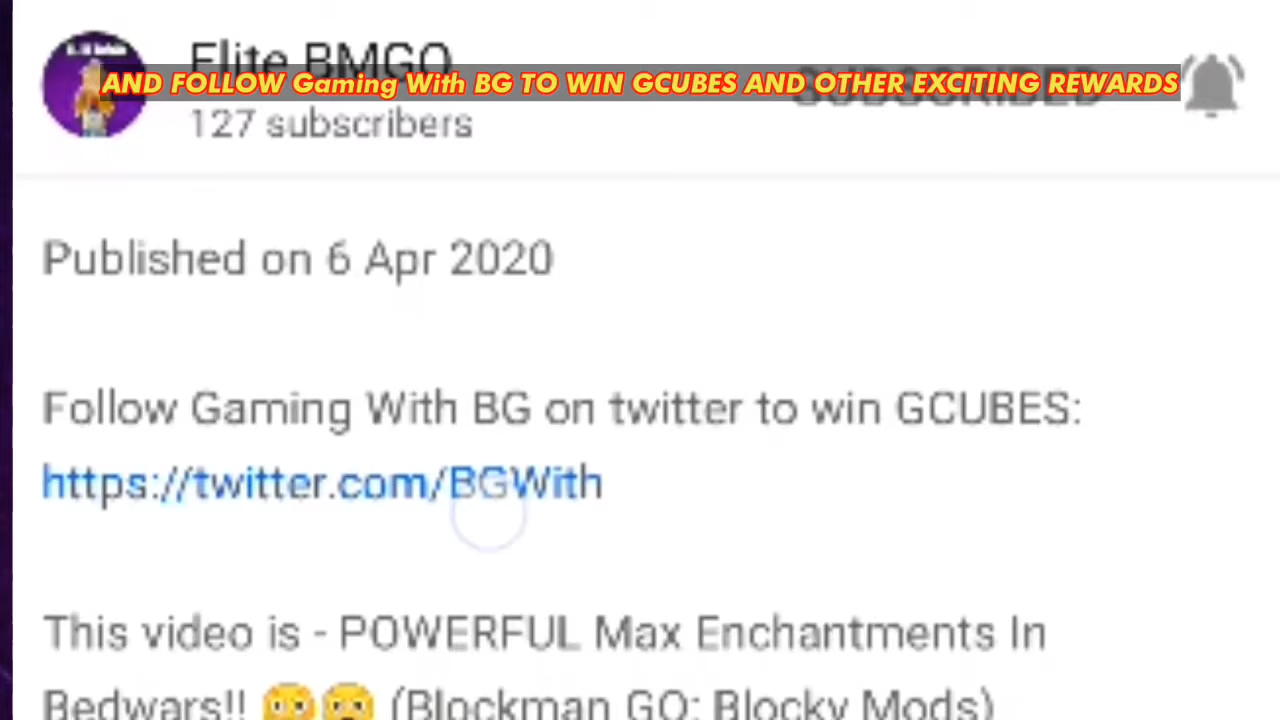 Elite BMGO
AND FOLLOW Gaming With BG TO WIN GCUBES AND OTHER EXCITING REWARDS
SUBSCRIBED
127 subscribers
Published on 6 Apr 2020
Follow Gaming With BG on twitter to win GCUBES:
https://twitter.com/BGWith
This video is - POWERFUL Max Enchantments In
Bedwars!! 😳😳 (Blockman GO: Blocky Mods)